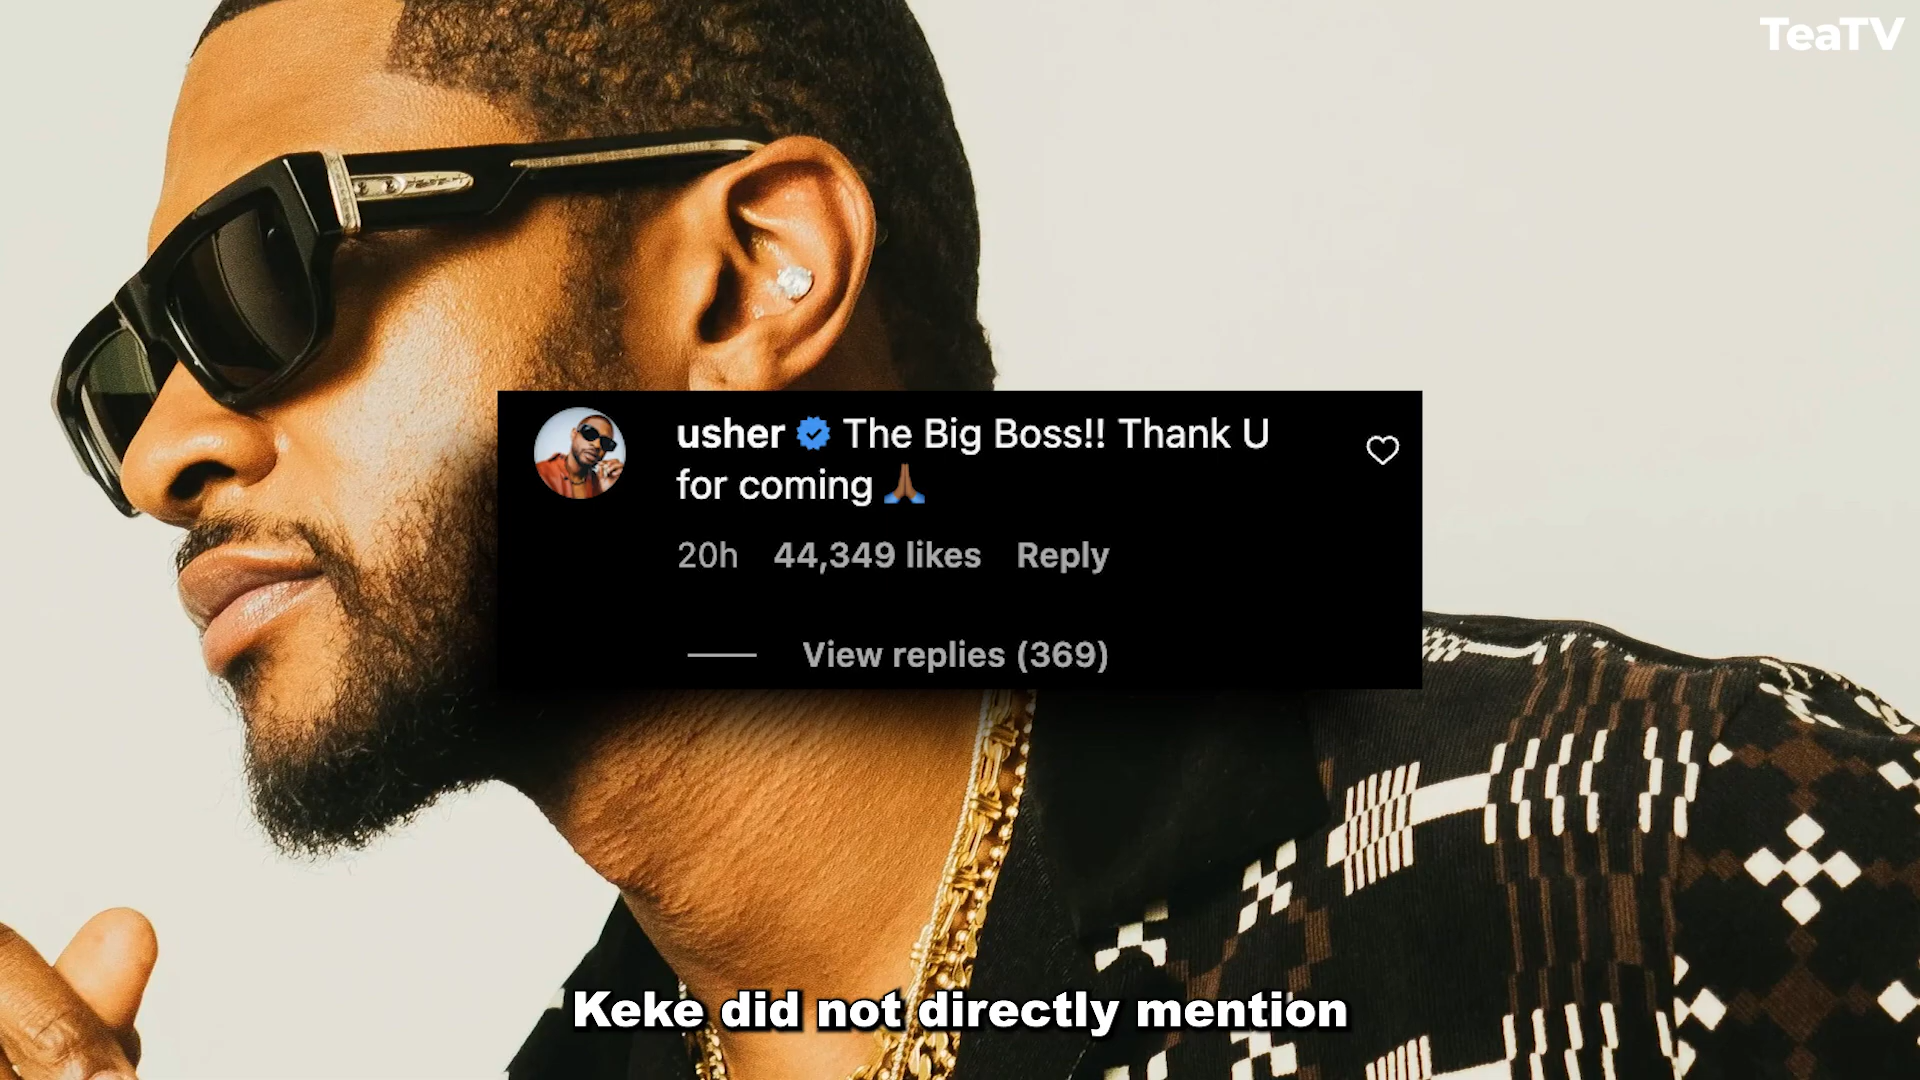 TeaTV
usher The Big Boss!! Thank U
for coming 🙏🏾
20h 44,349 likes Reply
View replies (369)
Keke did not directly mention